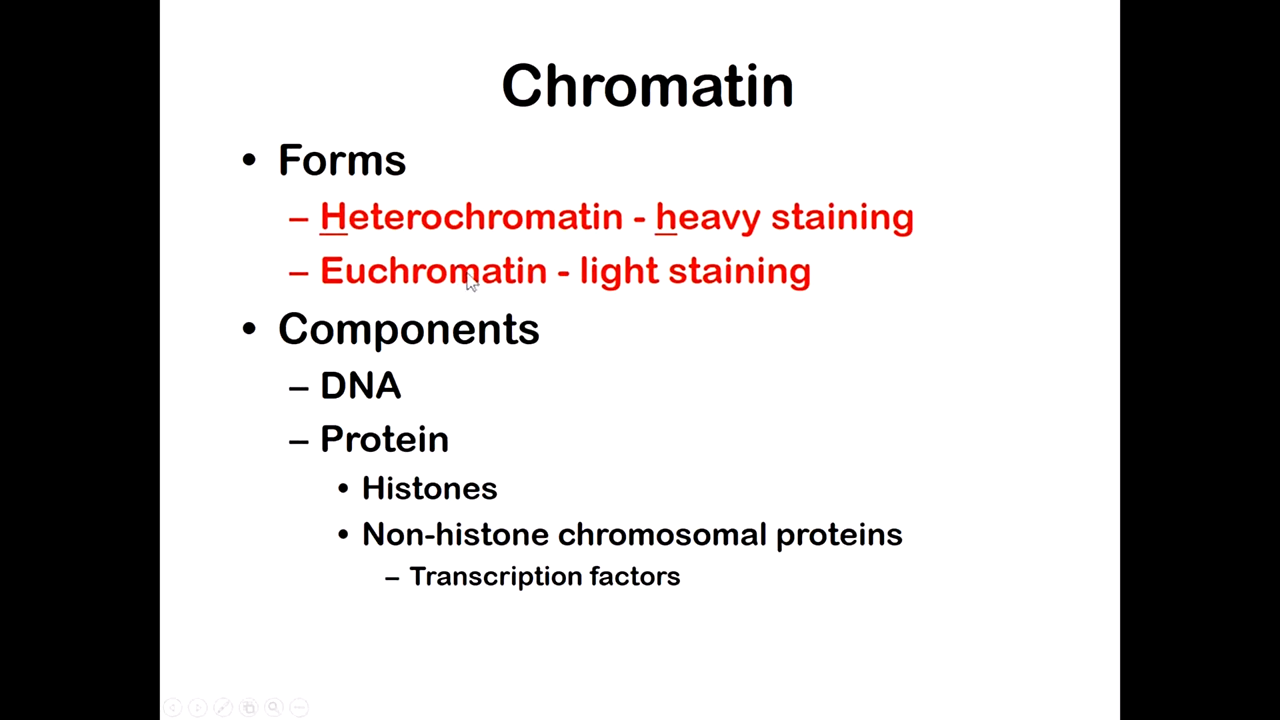 Chromatin
• Forms
– Heterochromatin - heavy staining
– Euchromatin - light staining
• Components
– DNA
– Protein
• Histones
• Non-histone chromosomal proteins
– Transcription factors